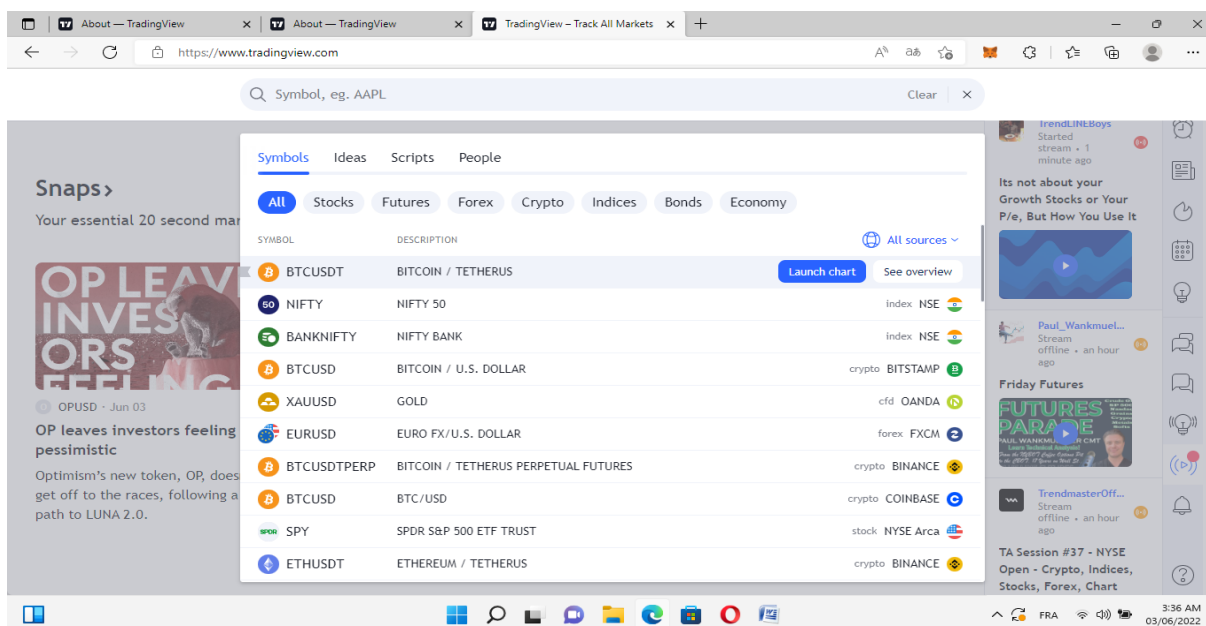 About — TradingView
About — TradingView
TradingView – Track All Markets
https://www.tradingview.com
Symbol, eg. AAPL
Clear
Snaps>
Your essential 20 second mar
OP LEAV
INVES
ORS
FEELING
OPUSD · Jun 03
OP leaves investors feeling
pessimistic
Optimism's new token, OP, does
get off to the races, following a
path to LUNA 2.0.
Symbols Ideas Scripts People
All Stocks Futures Forex Crypto Indices Bonds Economy
SYMBOL DESCRIPTION All sources
BTCUSDT BITCOIN / TETHERUS Launch chart See overview
50 NIFTY NIFTY 50 index NSE
BANKNIFTY NIFTY BANK index NSE
BTCUSD BITCOIN / U.S. DOLLAR crypto BITSTAMP
XAUUSD GOLD cfd OANDA
EURUSD EURO FX/U.S. DOLLAR forex FXCM
BTCUSDTPERP BITCOIN / TETHERUS PERPETUAL FUTURES crypto BINANCE
BTCUSD BTC/USD crypto COINBASE
SPDR SPY SPDR S&P 500 ETF TRUST stock NYSE Arca
ETHUSDT ETHEREUM / TETHERUS crypto BINANCE
TrendLINEBoys
Started
stream • 1
minute ago
Its not about your
Growth Stocks or Your
P/e, But How You Use It
Paul_Wankmuel...
Stream
offline • an hour
ago
Friday Futures
FUTURES
PARADE
TrendmasterOff...
Stream
offline • an hour
ago
TA Session #37 - NYSE
Open - Crypto, Indices,
Stocks, Forex, Chart
FRA
3:36 AM
03/06/2022